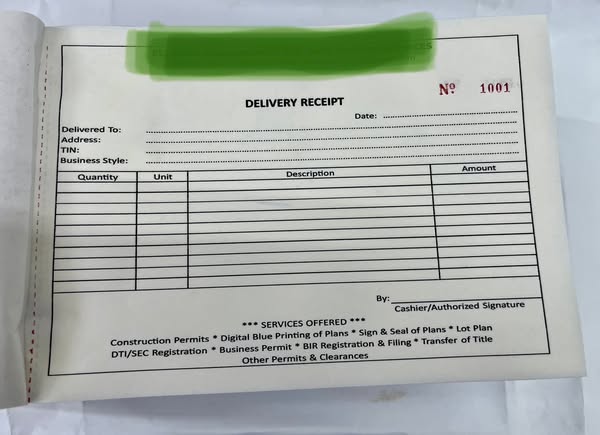 Nº 1001
DELIVERY RECEIPT
Date:
Delivered To:
Address:
TIN:
Business Style:
Quantity Unit Description Amount
By:
Cashier/Authorized Signature
*** SERVICES OFFERED ***
Construction Permits * Digital Blue Printing of Plans * Sign & Seal of Plans * Lot Plan
DTI/SEC Registration * Business Permit * BIR Registration & Filing * Transfer of Title
Other Permits & Clearances